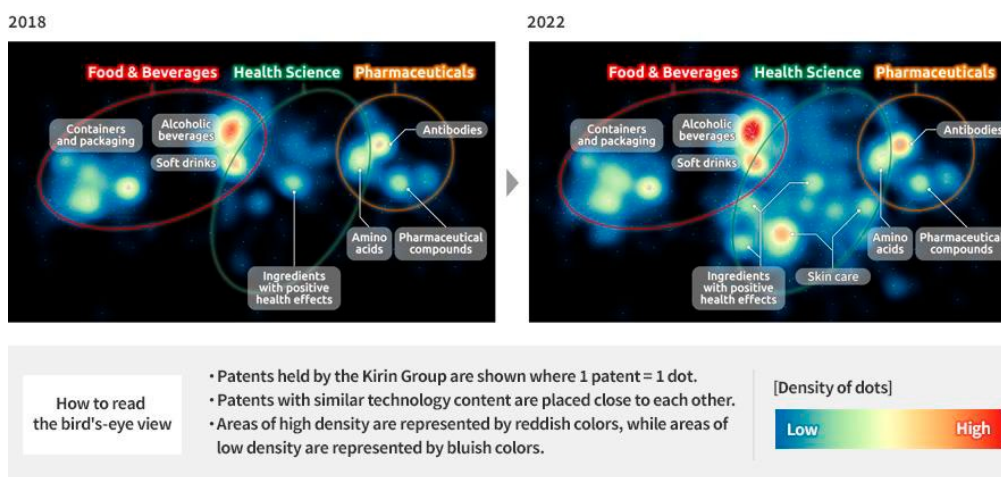 2018
Food & Beverages
Health Science
Pharmaceuticals
Containers
and packaging
Alcoholic
beverages
Soft drinks
Antibodies
Amino
acids
Pharmaceutical
compounds
Ingredients
with positive
health effects
2022
Food & Beverages
Health Science
Pharmaceuticals
Containers
and packaging
Alcoholic
beverages
Soft drinks
Antibodies
Amino
acids
Pharmaceutical
compounds
Ingredients
with positive
health effects
Skin care
How to read
the bird's-eye view
・Patents held by the Kirin Group are shown where 1 patent = 1 dot.
・Patents with similar technology content are placed close to each other.
・Areas of high density are represented by reddish colors, while areas of
low density are represented by bluish colors.
[Density of dots]
Low
High